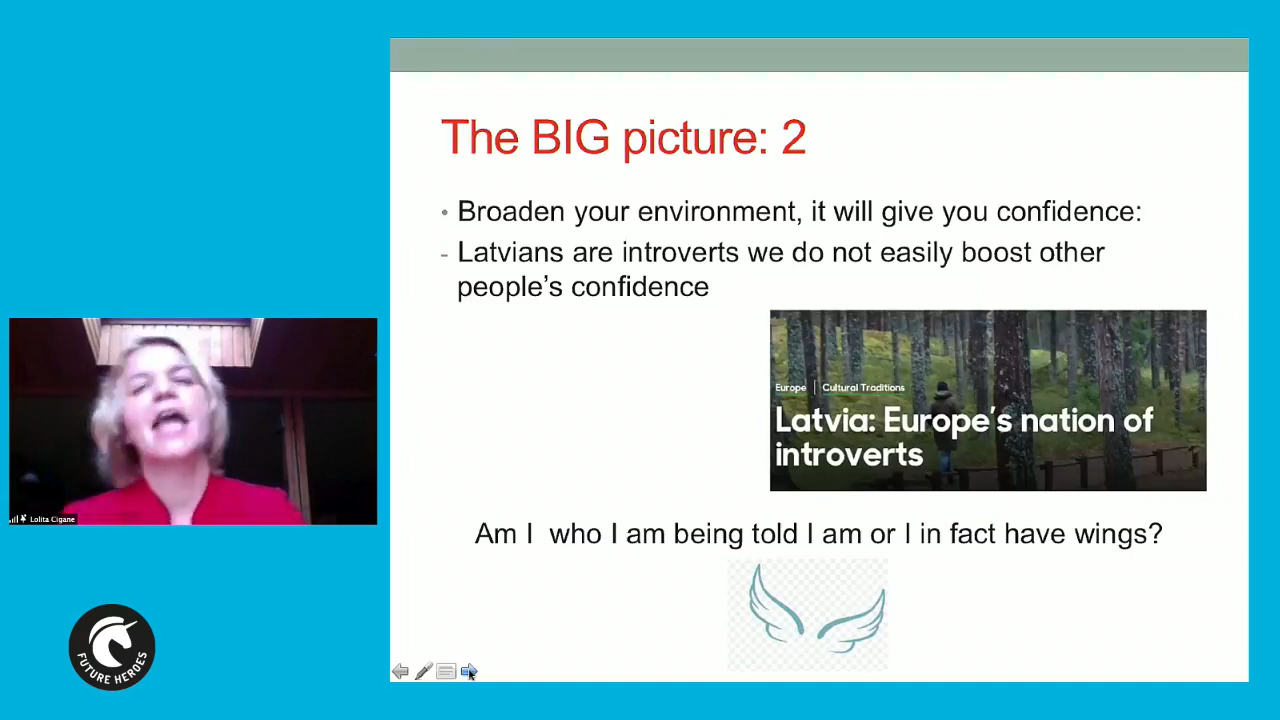 The BIG picture: 2
• Broaden your environment, it will give you confidence:
- Latvians are introverts we do not easily boost other
people’s confidence
Europe | Cultural Traditions
Latvia: Europe’s nation of
introverts
Am I who I am being told I am or I in fact have wings?
Lolita Cigane
FUTURE HEROES